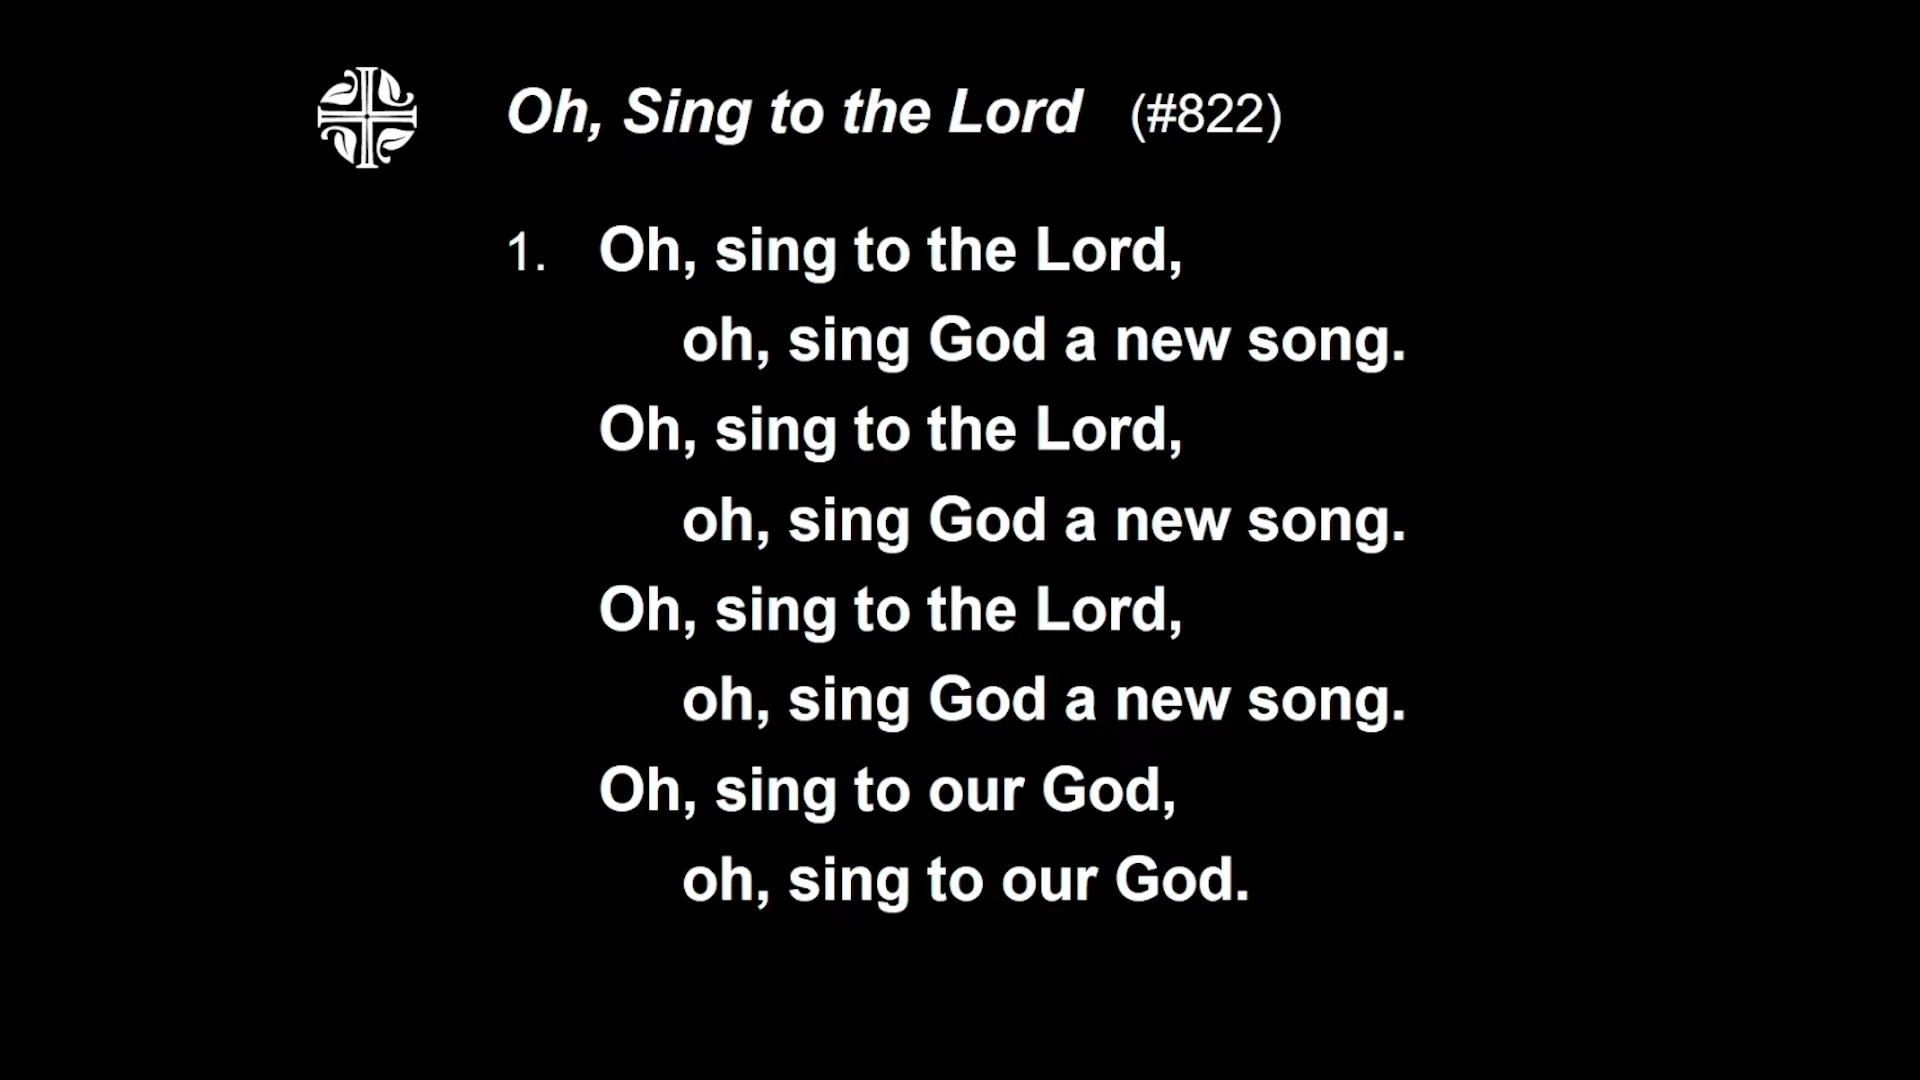 Oh, Sing to the Lord (#822)
1. Oh, sing to the Lord,
oh, sing God a new song.
Oh, sing to the Lord,
oh, sing God a new song.
Oh, sing to the Lord,
oh, sing God a new song.
Oh, sing to our God,
oh, sing to our God.